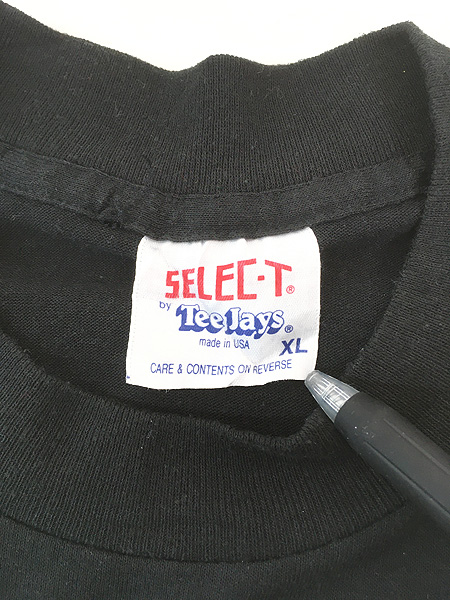 SELEC-T®
by TeeJays®
made in USA
XL
CARE & CONTENTS ON REVERSE